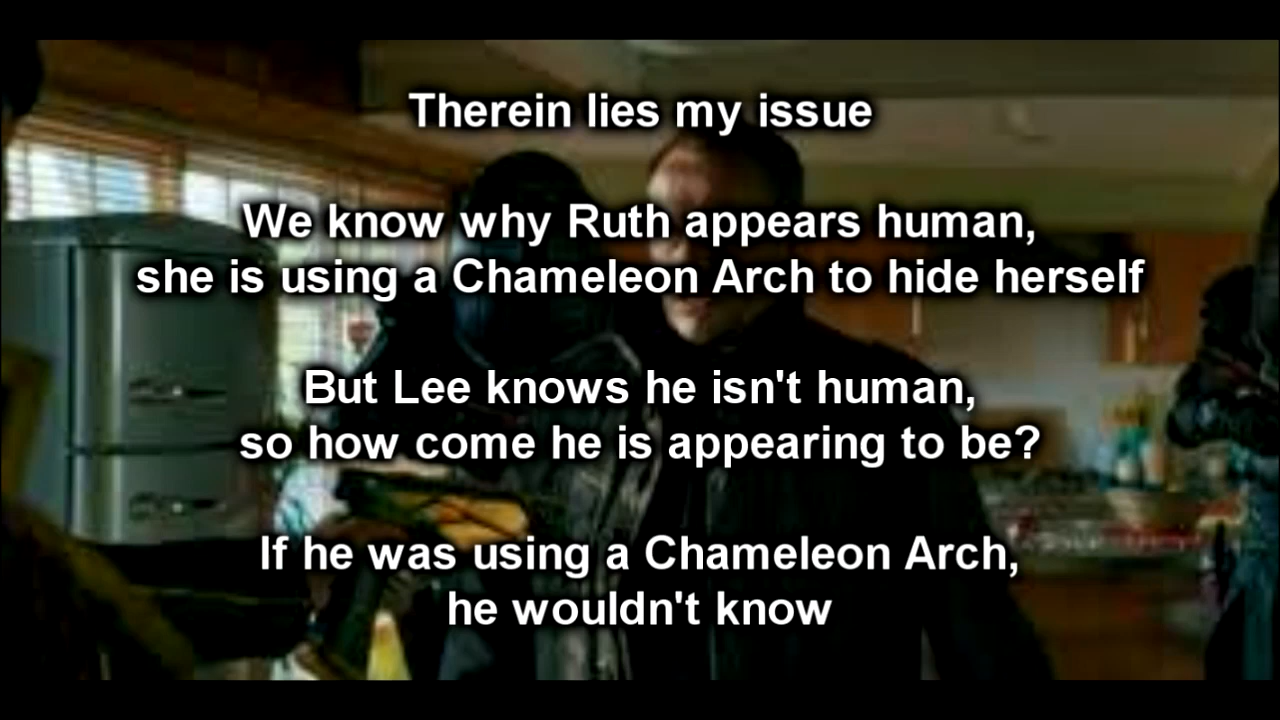 Therein lies my issue
We know why Ruth appears human,
she is using a Chameleon Arch to hide herself
But Lee knows he isn't human,
so how come he is appearing to be?
If he was using a Chameleon Arch,
he wouldn't know